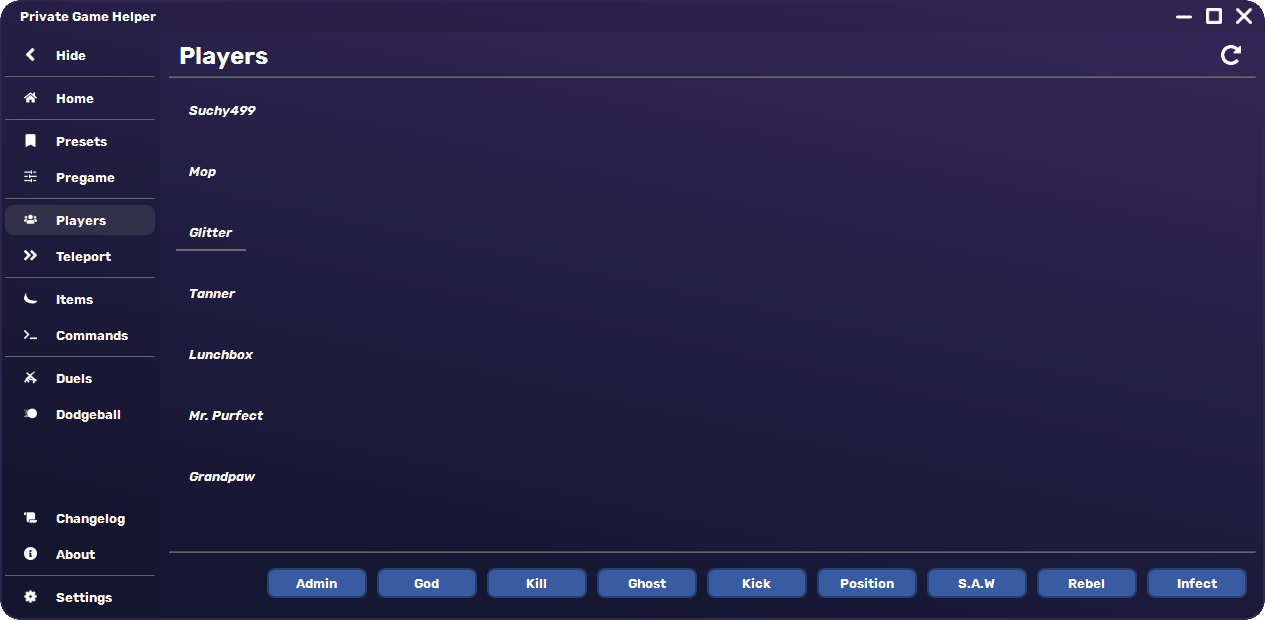 Private Game Helper
Hide
Home
Presets
Pregame
Players
Teleport
Items
Commands
Duels
Dodgeball
Changelog
About
Settings
Players
Suchy499
Mop
Glitter
Tanner
Lunchbox
Mr. Purfect
Grandpaw
Admin God Kill Ghost Kick Position S.A.W Rebel Infect